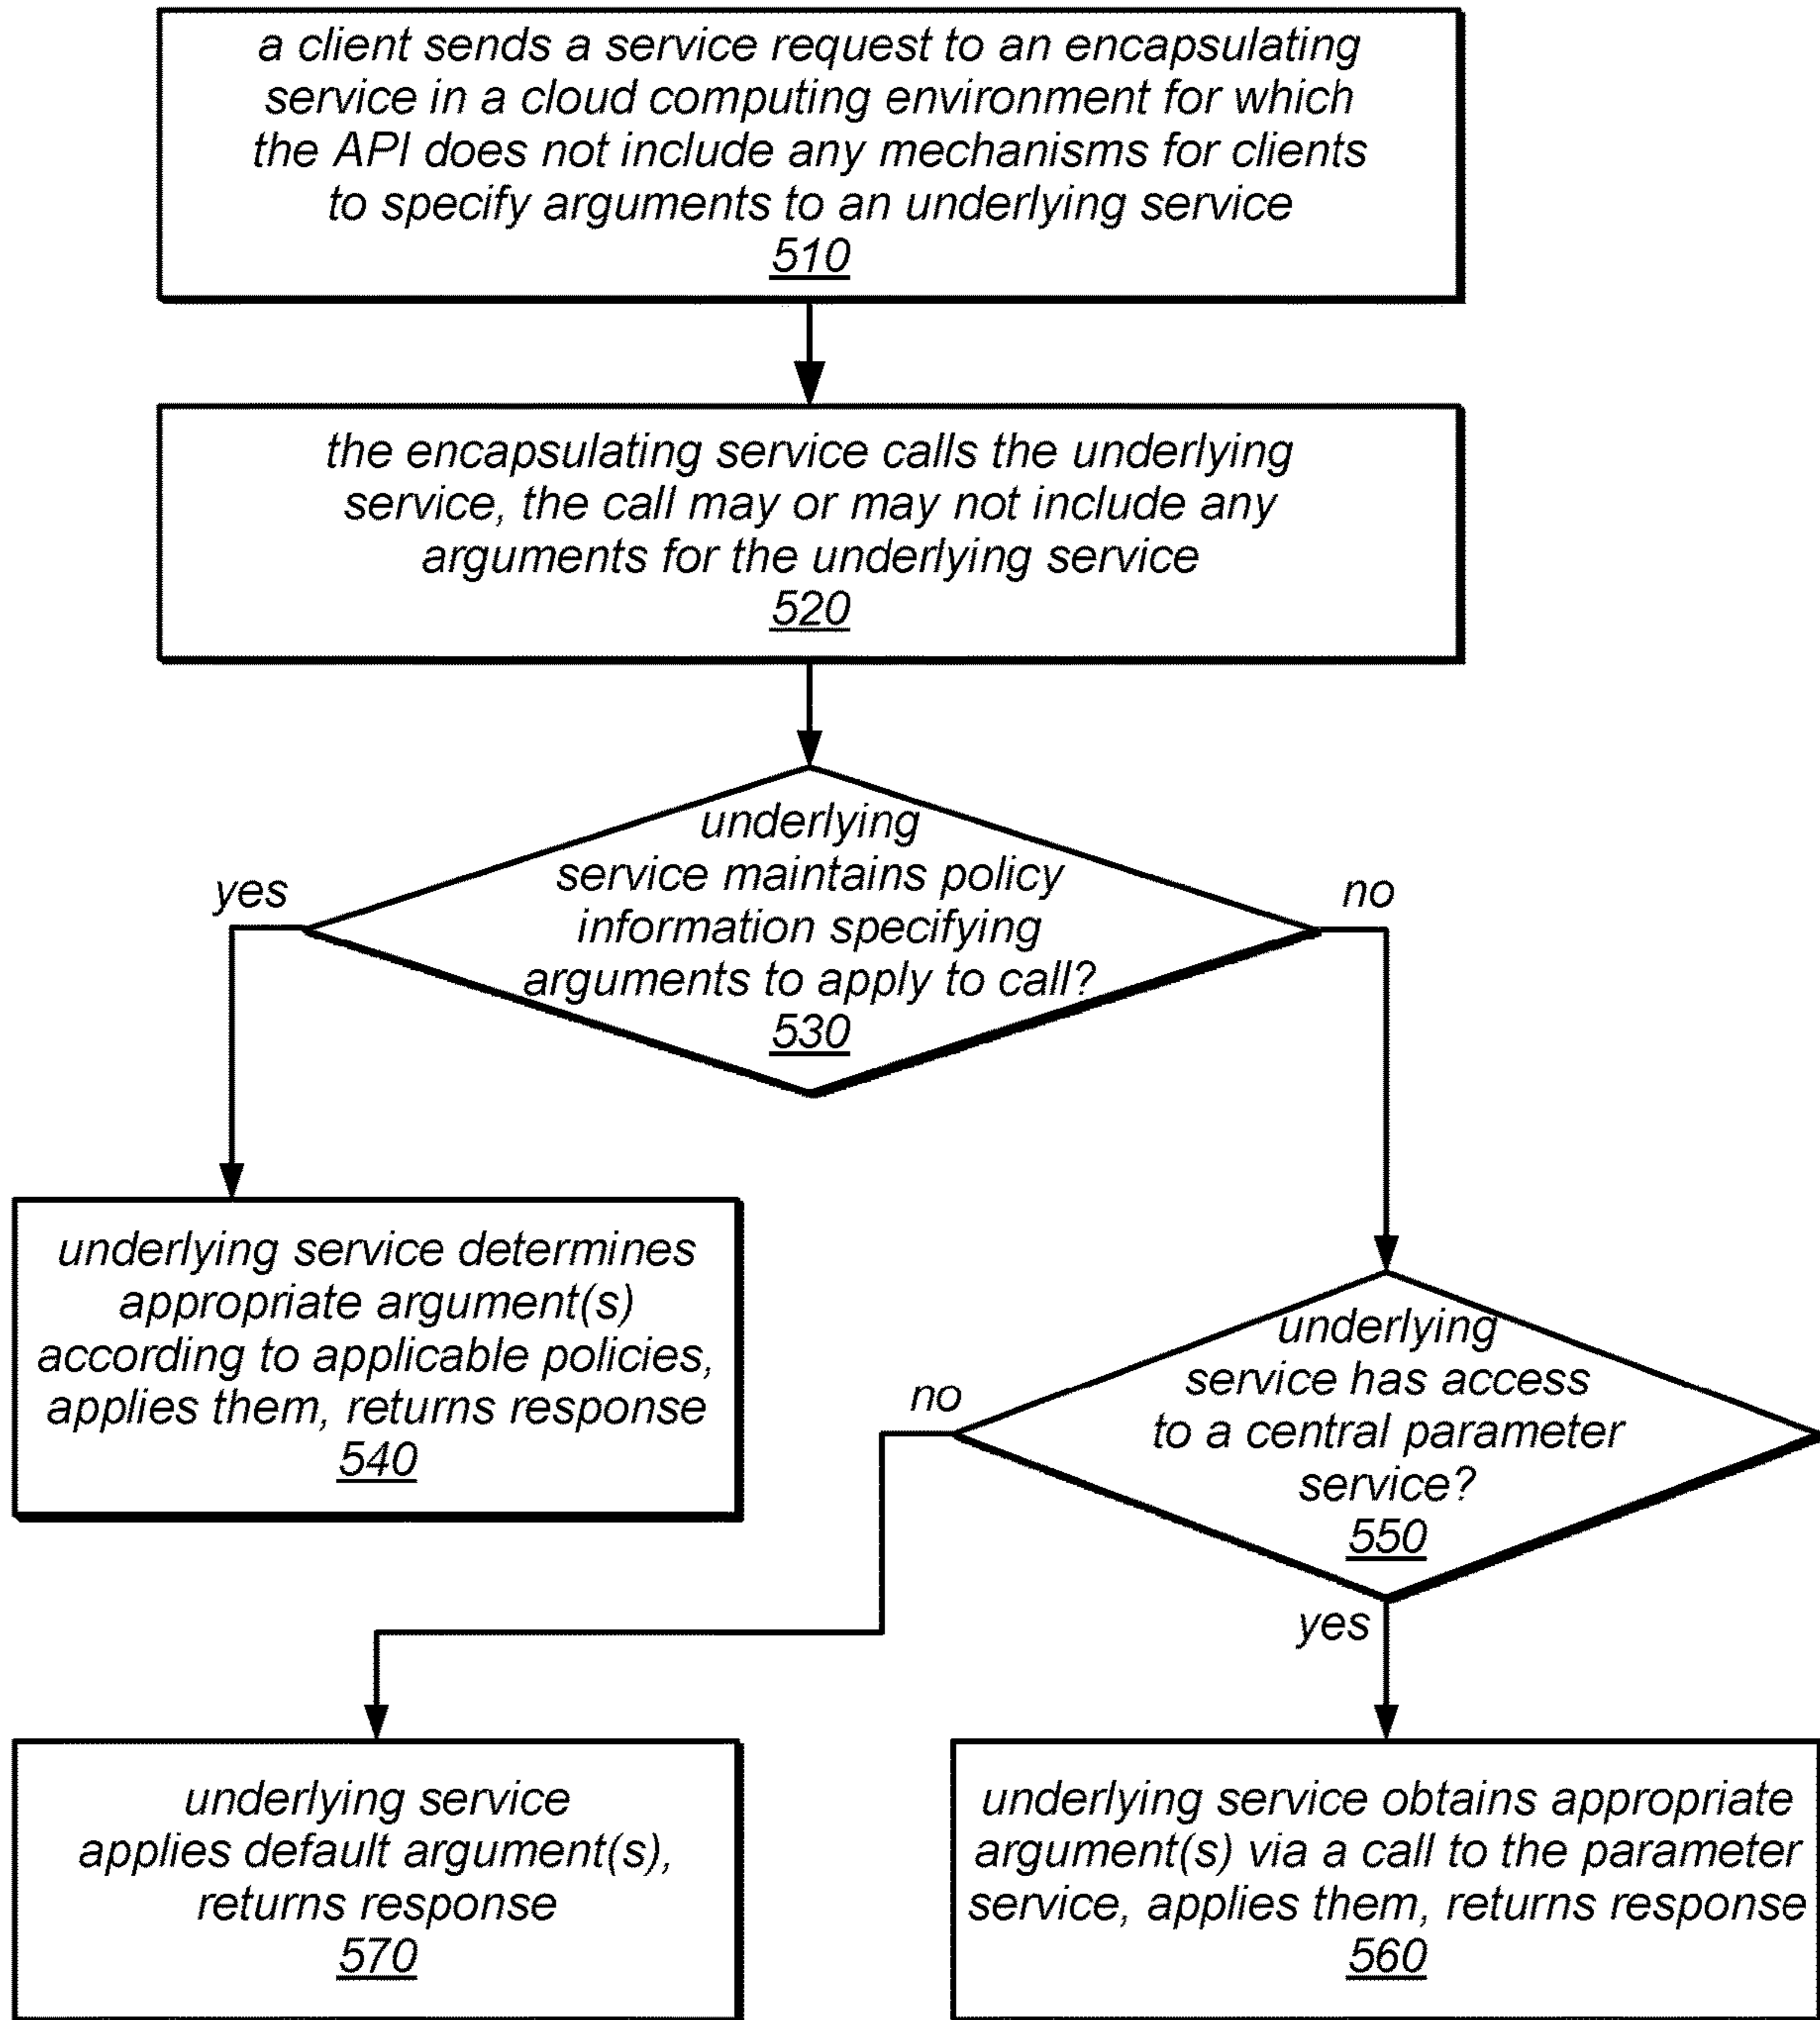 a client sends a service request to an encapsulating
service in a cloud computing environment for which
the API does not include any mechanisms for clients
to specify arguments to an underlying service
510
the encapsulating service calls the underlying
service, the call may or may not include any
arguments for the underlying service
520
underlying
service maintains policy
information specifying
arguments to apply to call?
530
yes
no
underlying service determines
appropriate argument(s)
according to applicable policies,
applies them, returns response
540
underlying
service has access
to a central parameter
service?
550
no
yes
underlying service
applies default argument(s),
returns response
570
underlying service obtains appropriate
argument(s) via a call to the parameter
service, applies them, returns response
560